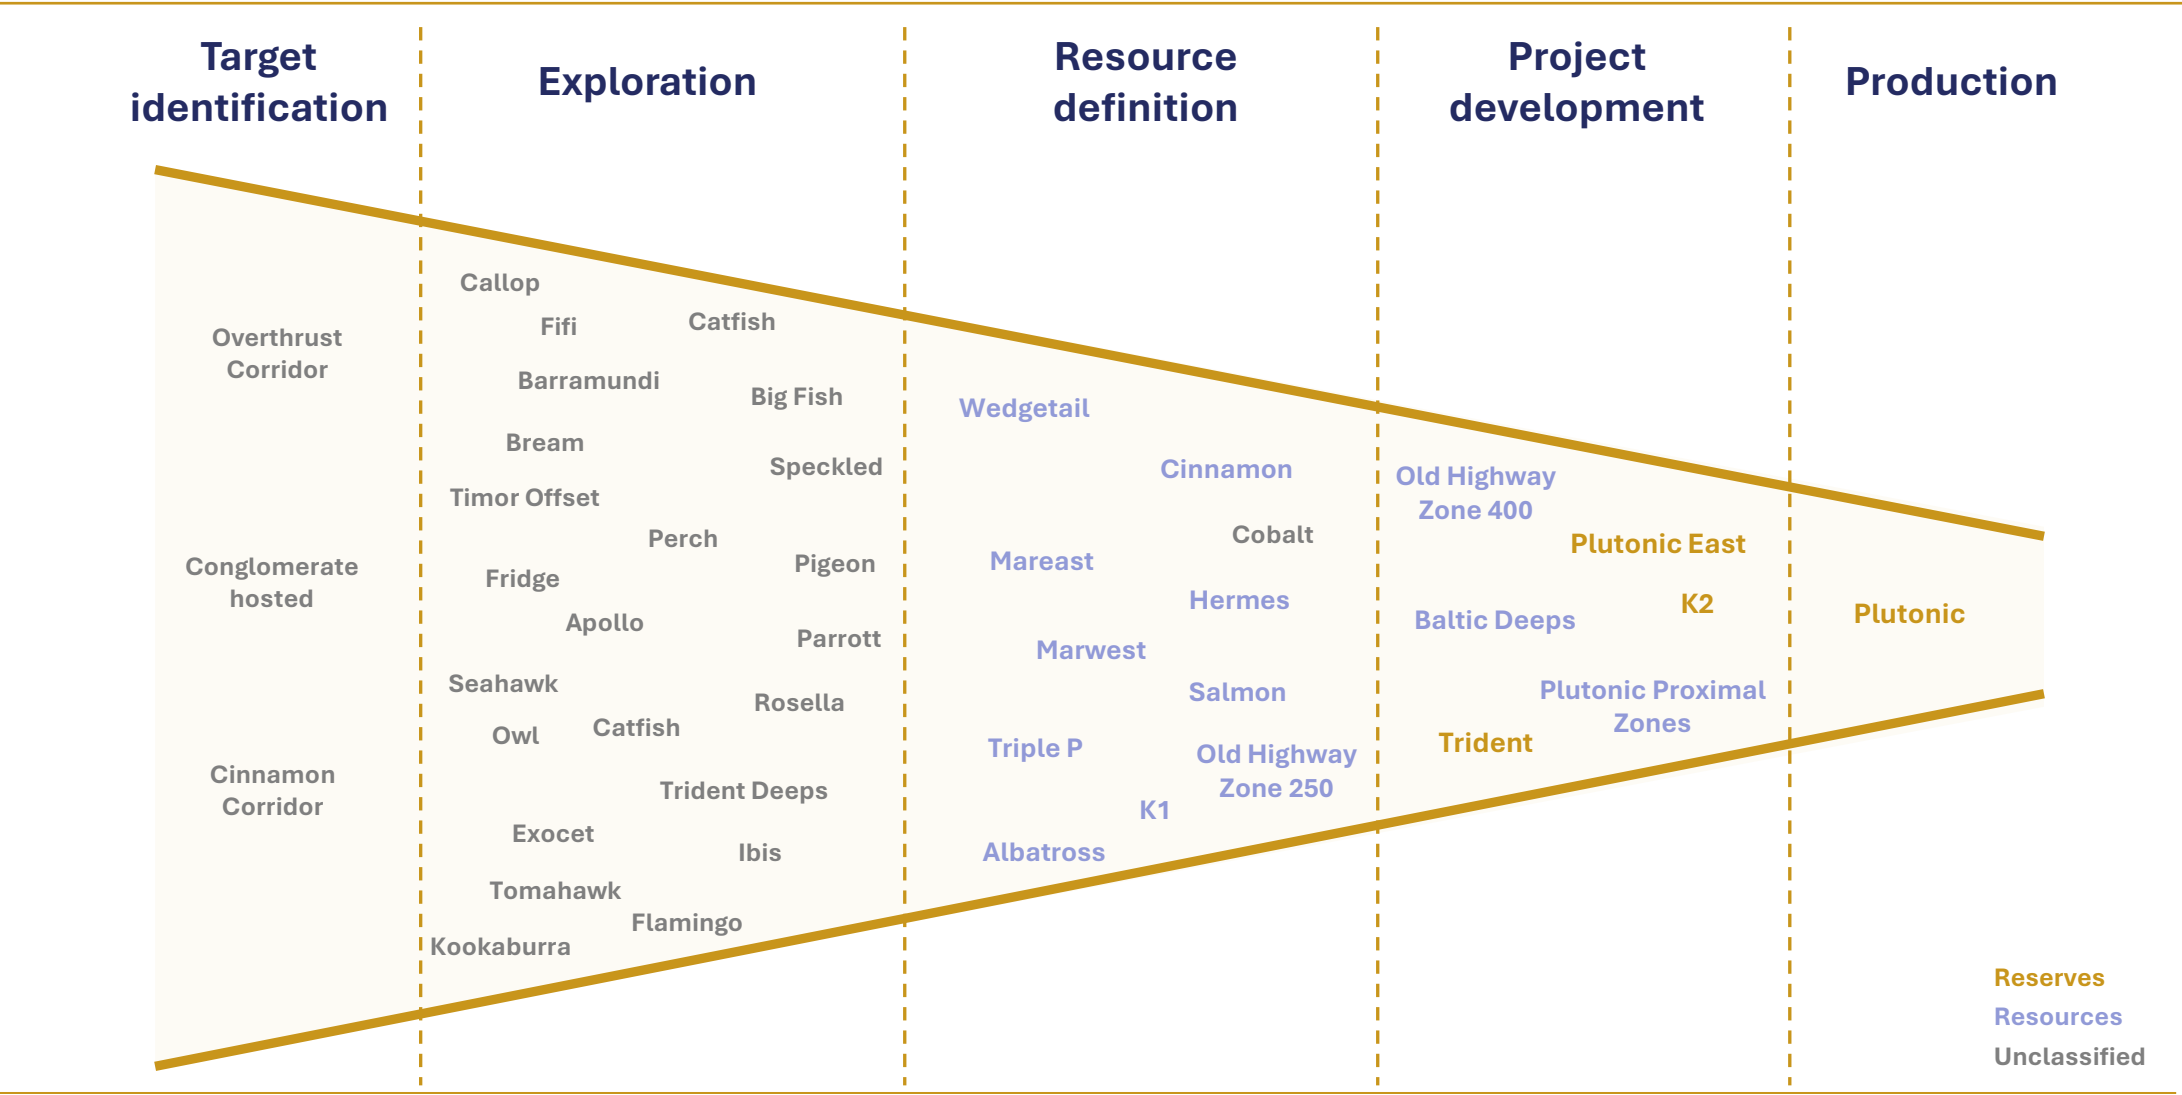 Target
identification
Exploration
Resource
definition
Project
development
Production
Overthrust
Corridor
Conglomerate
hosted
Cinnamon
Corridor
Callop
Fifi
Catfish
Barramundi
Big Fish
Bream
Speckled
Timor Offset
Perch
Pigeon
Fridge
Apollo
Parrott
Seahawk
Rosella
Owl
Catfish
Trident Deeps
Exocet
Ibis
Tomahawk
Flamingo
Kookaburra
Wedgetail
Cinnamon
Cobalt
Mareast
Hermes
Marwest
Salmon
Triple P
Old Highway
Zone 250
K1
Albatross
Old Highway
Zone 400
Plutonic East
K2
Baltic Deeps
Plutonic Proximal
Zones
Trident
Plutonic
Reserves
Resources
Unclassified